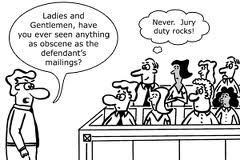 Ladies and
Gentlemen, have
you ever seen anything
as obscene as the
defendant's
mailings?
Never. Jury
duty rocks!